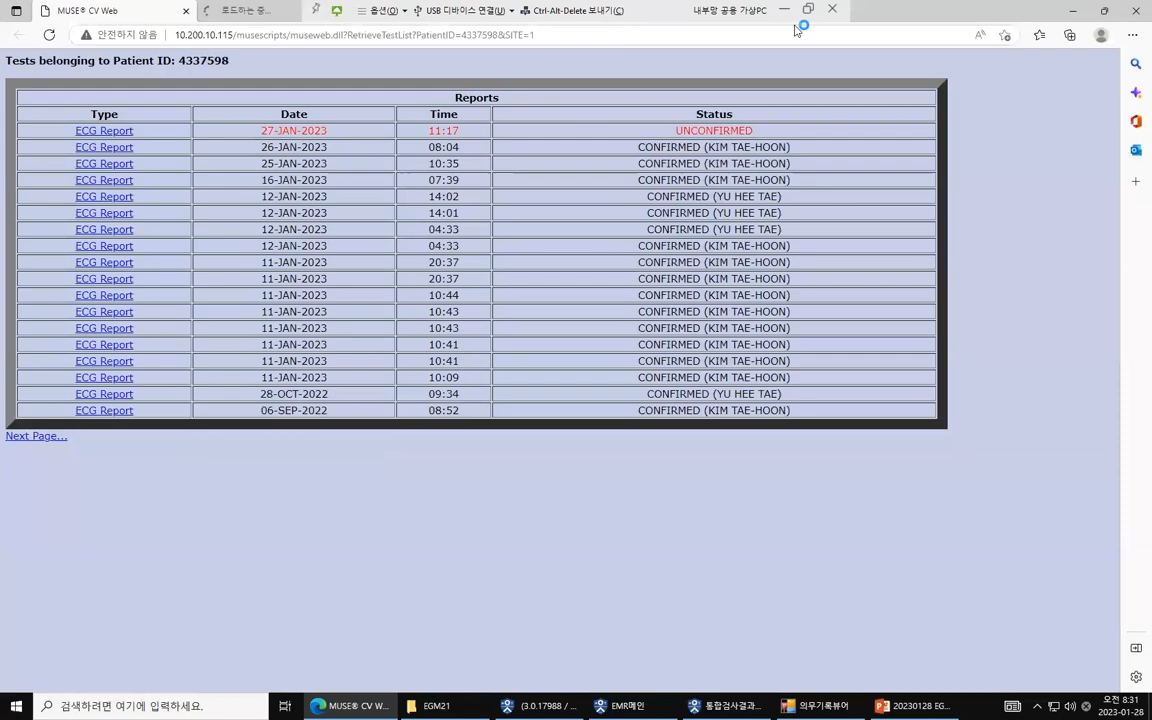 MUSE® CV Web
로드하는 중...
옵션(O)
USB 디바이스 연결(U)
Ctrl-Alt-Delete 보내기(C)
내부망 공용 가상PC
안전하지 않음
10.200.10.115/musescripts/museweb.dll?RetrieveTestList?PatientID=4337598&SITE=1
Tests belonging to Patient ID: 4337598
Reports
Type Date Time Status
ECG Report 27-JAN-2023 11:17 UNCONFIRMED
ECG Report 26-JAN-2023 08:04 CONFIRMED (KIM TAE-HOON)
ECG Report 25-JAN-2023 10:35 CONFIRMED (KIM TAE-HOON)
ECG Report 16-JAN-2023 07:39 CONFIRMED (KIM TAE-HOON)
ECG Report 12-JAN-2023 14:02 CONFIRMED (YU HEE TAE)
ECG Report 12-JAN-2023 14:01 CONFIRMED (YU HEE TAE)
ECG Report 12-JAN-2023 04:33 CONFIRMED (YU HEE TAE)
ECG Report 12-JAN-2023 04:33 CONFIRMED (KIM TAE-HOON)
ECG Report 11-JAN-2023 20:37 CONFIRMED (KIM TAE-HOON)
ECG Report 11-JAN-2023 20:37 CONFIRMED (KIM TAE-HOON)
ECG Report 11-JAN-2023 10:44 CONFIRMED (KIM TAE-HOON)
ECG Report 11-JAN-2023 10:43 CONFIRMED (KIM TAE-HOON)
ECG Report 11-JAN-2023 10:43 CONFIRMED (KIM TAE-HOON)
ECG Report 11-JAN-2023 10:41 CONFIRMED (KIM TAE-HOON)
ECG Report 11-JAN-2023 10:41 CONFIRMED (KIM TAE-HOON)
ECG Report 11-JAN-2023 10:09 CONFIRMED (KIM TAE-HOON)
ECG Report 28-OCT-2022 09:34 CONFIRMED (YU HEE TAE)
ECG Report 06-SEP-2022 08:52 CONFIRMED (KIM TAE-HOON)
Next Page...
검색하려면 여기에 입력하세요.
MUSE® CV W...
EGM21
(3.0.17988 / ...
EMR메인
통합검사결과...
의무기록뷰어
20230128 EG...
오전 8:31
2023-01-28